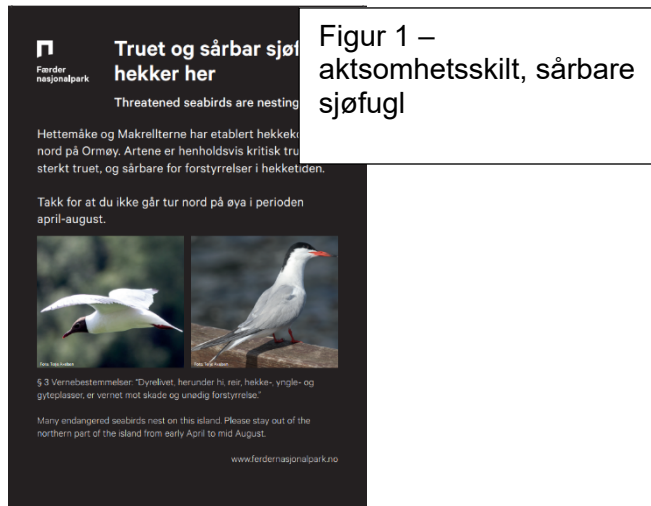 Færder
nasjonalpark
Truet og sårbar
hekker her
Threatened seabirds are nesting
Figur 1 –
aktsomhetsskilt, sårbare
sjøfugl
Hettemåke og Makrellterne har etablert
nord på Ormøy. Artene er henholdsvis kritisk
sterkt truet, og sårbare for forstyrrelser i hekketiden.
Takk for at du ikke går tur nord på øya i perioden
april-august.
§ 3 Vernebestemmelser: "Dyrelivet, herunder hi, reir, hekke-, yngle- og
gyteplasser, er vernet mot skade og unødig forstyrrelse."
Many endangered seabirds nest on this island. Please stay out of the
northern part of the island from early April to mid August.
www.ferdernasjonalpark.no